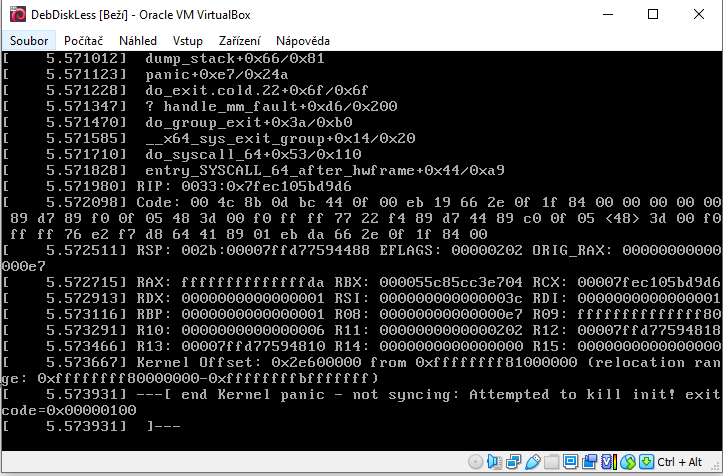 DebDiskLess [Beží] - Oracle VM VirtualBox
Soubor Počítač Náhled Vstup Zařízení Nápověda
[    5.571012]  dump_stack+0x66/0x81
[    5.571123]  panic+0xe7/0x24a
[    5.571228]  do_exit.cold.22+0x6f/0x6f
[    5.571347]  ? handle_mm_fault+0xd6/0x200
[    5.571470]  do_group_exit+0x3a/0xb0
[    5.571585]  __x64_sys_exit_group+0x14/0x20
[    5.571710]  do_syscall_64+0x53/0x110
[    5.571828]  entry_SYSCALL_64_after_hwframe+0x44/0xa9
[    5.571980] RIP: 0033:0x7fec105bd9d6
[    5.572098] Code: 00 4c 8b 0d bc 44 0f 00 eb 19 66 2e 0f 1f 84 00 00 00 00 00
89 d7 89 f0 0f 05 48 3d 00 f0 ff ff 77 22 f4 89 d7 44 89 c0 0f 05 <48> 3d 00 f0
ff ff 76 e2 f7 d8 64 41 89 01 eb da 66 2e 0f 1f 84 00
[    5.572511] RSP: 002b:00007ffd77594488 EFLAGS: 00000202 ORIG_RAX: 00000000000
000e7
[    5.572715] RAX: ffffffffffffffda RBX: 000055c85cc3e704 RCX: 00007fec105bd9d6
[    5.572913] RDX: 0000000000000001 RSI: 000000000000003c RDI: 0000000000000001
[    5.573116] RBP: 0000000000000001 R08: 00000000000000e7 R09: ffffffffffffff80
[    5.573291] R10: 0000000000000006 R11: 0000000000000202 R12: 00007ffd77594818
[    5.573466] R13: 00007ffd77594810 R14: 0000000000000000 R15: 0000000000000000
[    5.573667] Kernel Offset: 0x2e600000 from 0xffffffff81000000 (relocation ran
ge: 0xffffffff80000000-0xffffffffbfffffff)
[    5.573931] ---[ end Kernel panic - not syncing: Attempted to kill init! exit
code=0x00000100
[    5.573931]  ]---
Ctrl + Alt